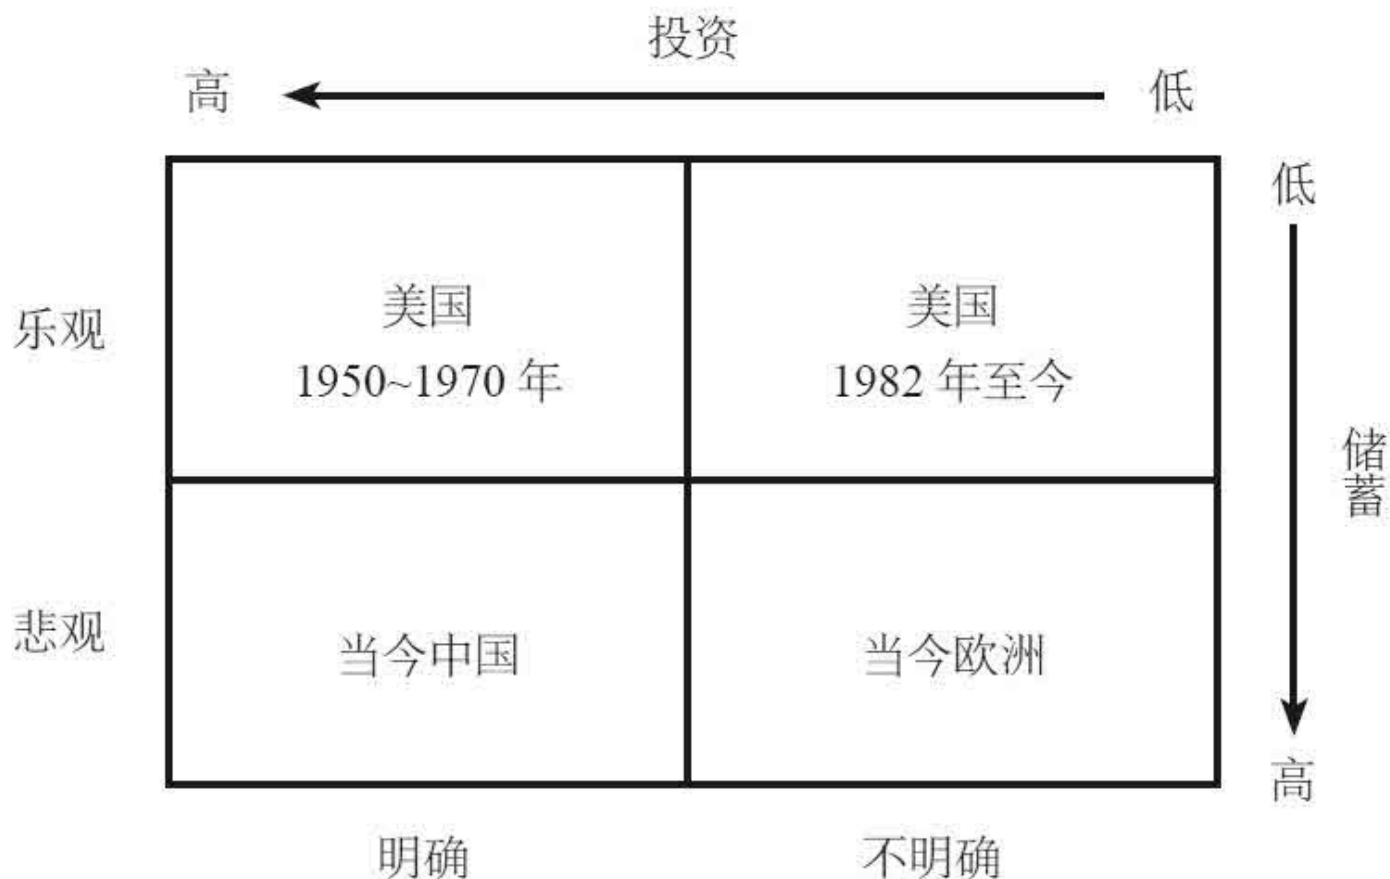 投资
高 低
低
美国 美国
乐观
1950~1970 年 1982 年至今
储蓄
悲观 当今中国 当今欧洲
高
明确 不明确